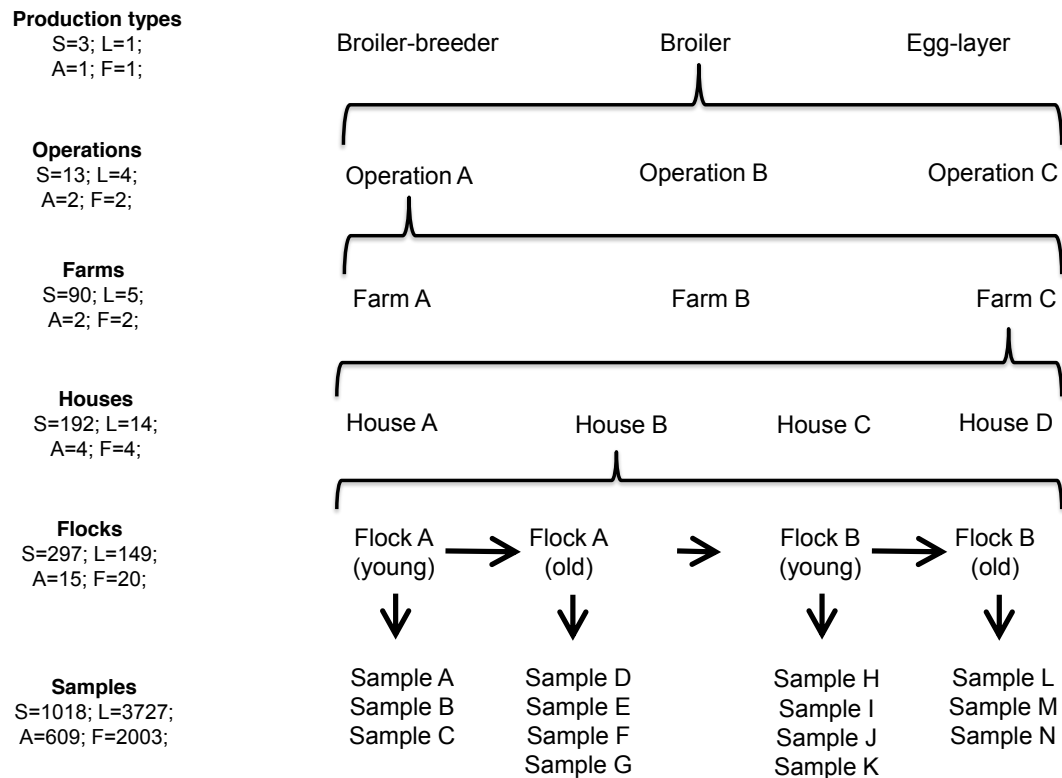 Production types
S=3; L=1;
A=1; F=1;
Broiler-breeder Broiler Egg-layer
Operations
S=13; L=4;
A=2; F=2;
Operation A Operation B Operation C
Farms
S=90; L=5;
A=2; F=2;
Farm A Farm B Farm C
Houses
S=192; L=14;
A=4; F=4;
House A House B House C House D
Flocks
S=297; L=149;
A=15; F=20;
Flock A Flock A Flock B Flock B
(young) (old) (young) (old)
Samples
S=1018; L=3727;
A=609; F=2003;
Sample A Sample D Sample H Sample L
Sample B Sample E Sample I Sample M
Sample C Sample F Sample J Sample N
Sample G Sample K